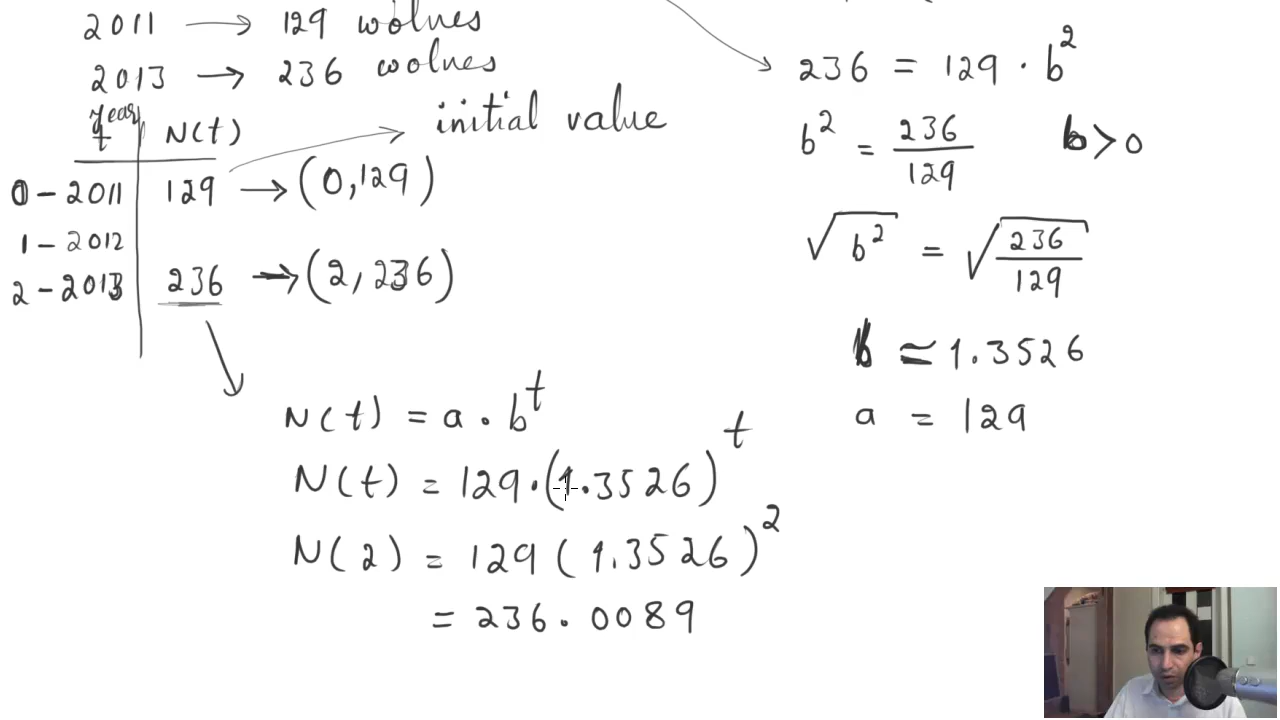 2011 → 129 wolves
2013 → 236 wolves
year
t N(t)
initial value
0 - 2011 129 → (0, 129)
1 - 2012
2 - 2013 236 → (2, 236)
N(t) = a . b^t
N(t) = 129 . (1.3526)^t
N(2) = 129 (1.3526)^2
= 236.0089
236 = 129 . b^2
b^2 = 236/129 b > 0
√b^2 = √236/129
b ≃ 1.3526
a = 129